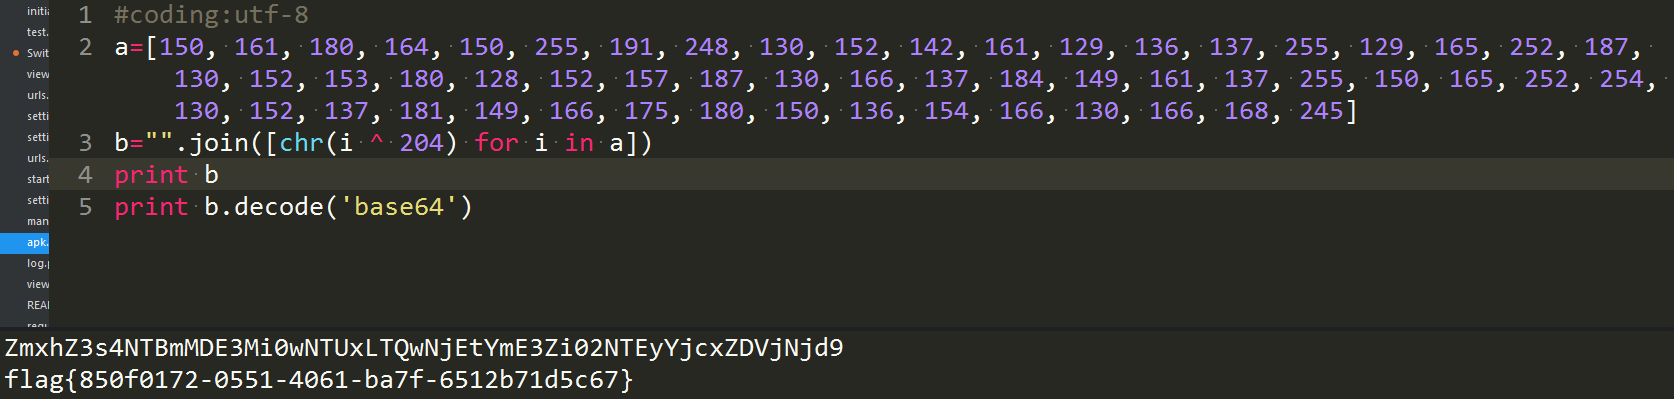 initi
test.
Swit
view
urls.
setti
setti
urls.
start
setti
man
apk.
log.p
view
REAI
requ
1 #coding:utf-8
2 a=[150, 161, 180, 164, 150, 255, 191, 248, 130, 152, 142, 161, 129, 136, 137, 255, 129, 165, 252, 187,
130, 152, 153, 180, 128, 152, 157, 187, 130, 166, 137, 184, 149, 161, 137, 255, 150, 165, 252, 254,
130, 152, 137, 181, 149, 166, 175, 180, 150, 136, 154, 166, 130, 166, 168, 245]
3 b="".join([chr(i ^ 204) for i in a])
4 print b
5 print b.decode('base64')
ZmxhZ3s4NTBmMDE3Mi0wNTUxLTQwNjEtYmE3Zi02NTEyYjcxZDVjNjd9
flag{850f0172-0551-4061-ba7f-6512b71d5c67}